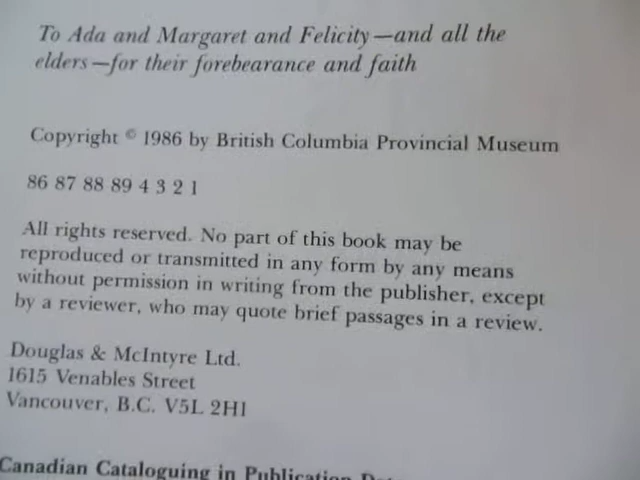 To Ada and Margaret and Felicity—and all the
elders—for their forebearance and faith
Copyright © 1986 by British Columbia Provincial Museum
86 87 88 89 4 3 2 1
All rights reserved. No part of this book may be
reproduced or transmitted in any form by any means
without permission in writing from the publisher, except
by a reviewer, who may quote brief passages in a review.
Douglas & McIntyre Ltd.
1615 Venables Street
Vancouver, B.C. V5L 2H1
Canadian Cataloguing in Publication